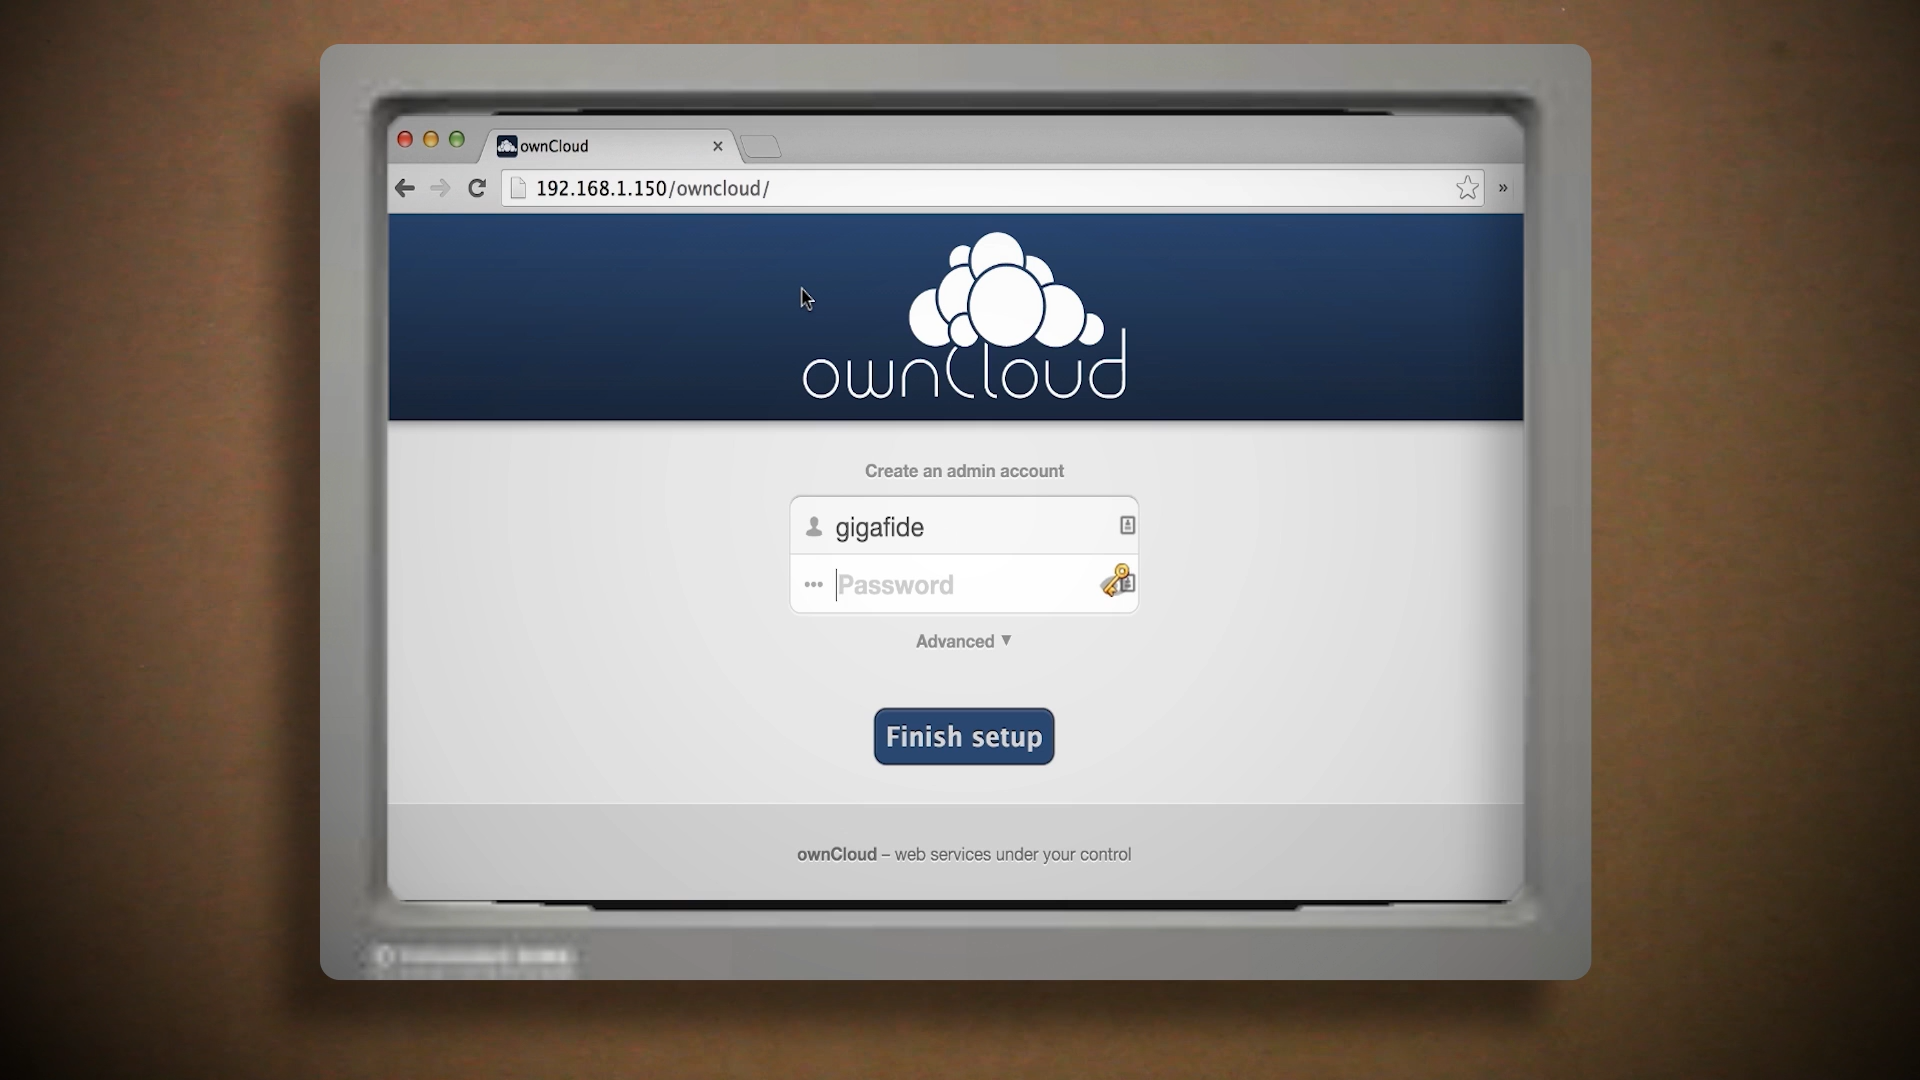 ownCloud
192.168.1.150/owncloud/
ownCloud
Create an admin account
gigafide
Password
Advanced ▼
Finish setup
ownCloud – web services under your control